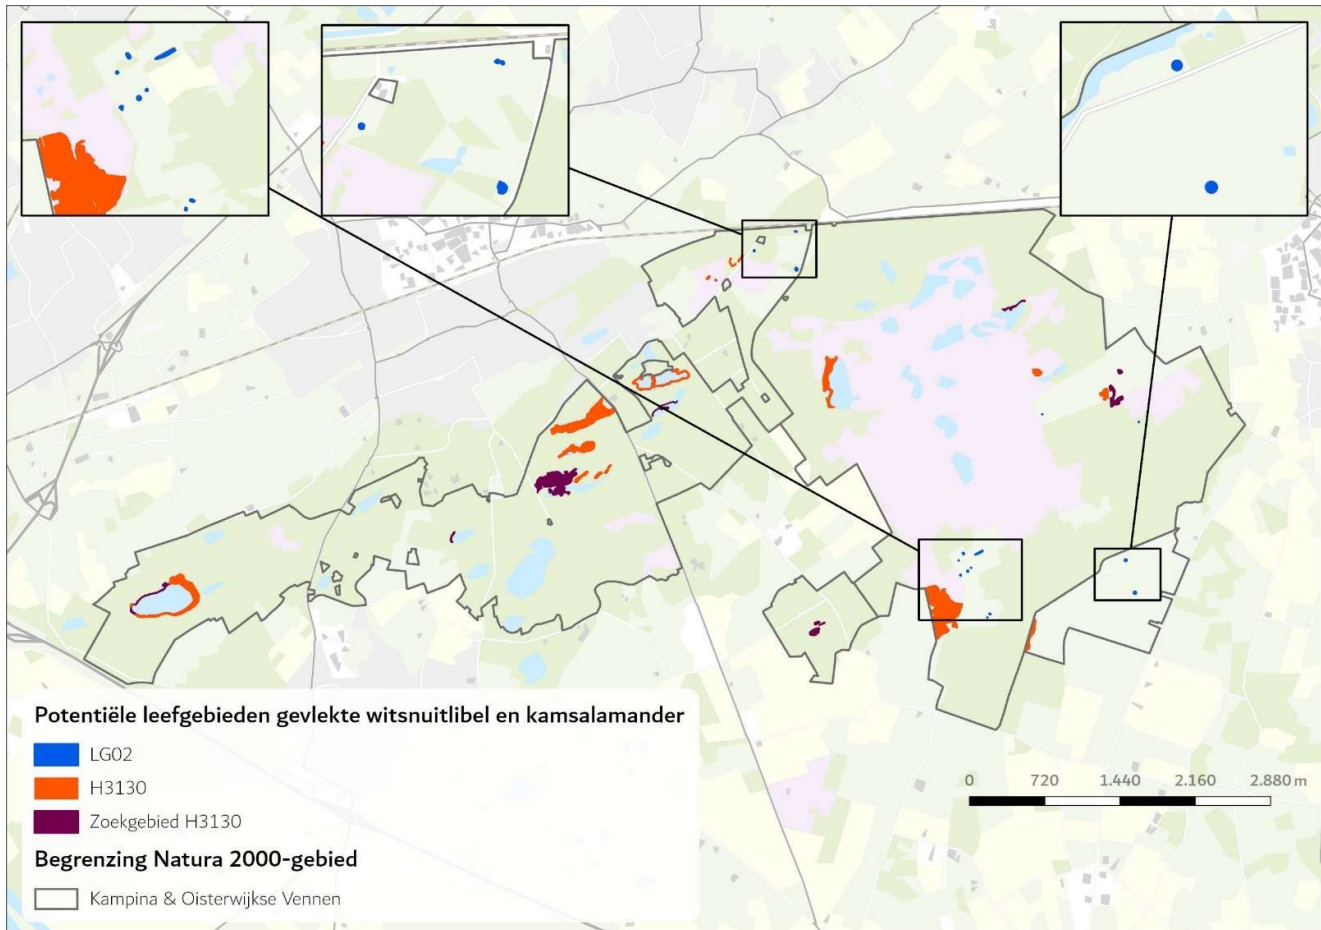 Potentiële leefgebieden gevlekte witsnuitlibel en kamsalamander
LG02
H3130
Zoekgebied H3130
Begrenzing Natura 2000-gebied
Kampina & Oisterwijkse Vennen
0 720 1.440 2.160 2.880 m